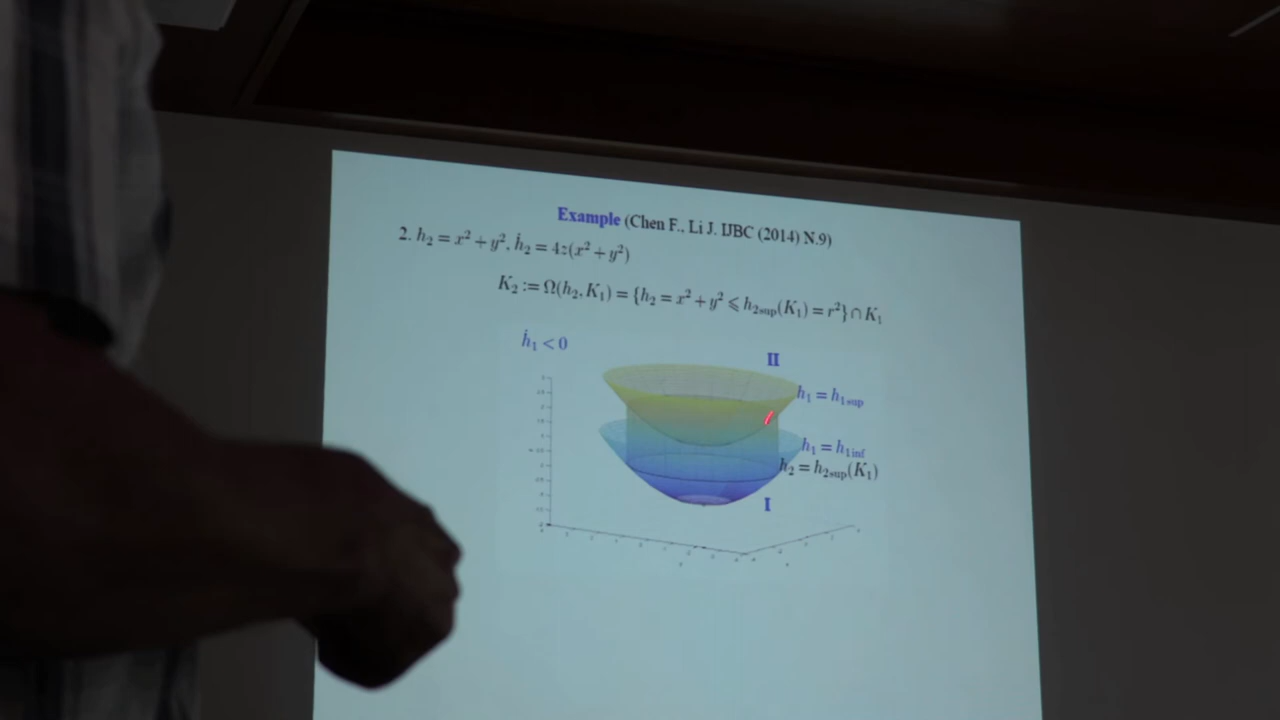 Example (Chen F., Li J. IJBC (2014) N.9)
2. h₂ = x² + y², ḣ₂ = 4z(x² + y²)
K₂ := Ω(h₂, K₁) = {h₂ = x² + y² ⩽ h₂sup(K₁) = r²} ∩ K₁
ḣ₁ < 0
II
h₁ = h₁sup
h₁ = h₁inf
h₂ = h₂sup(K₁)
I